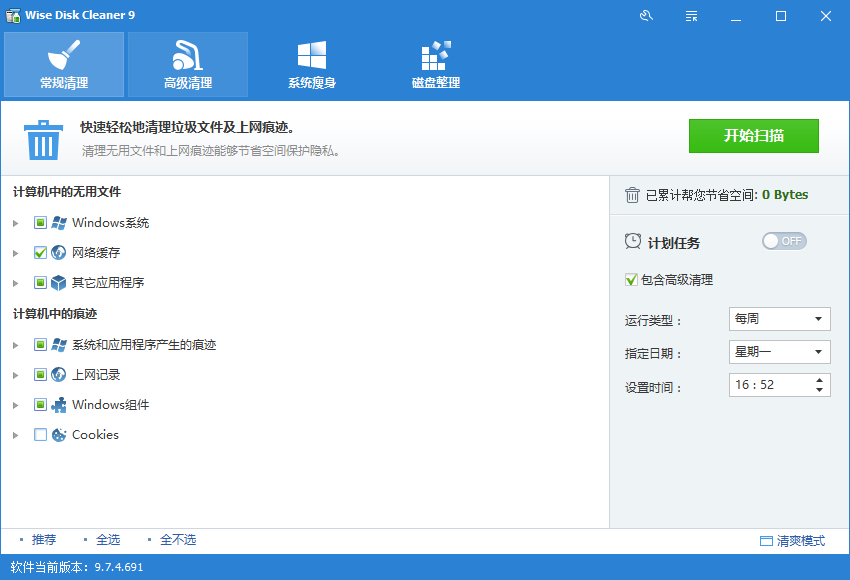 Wise Disk Cleaner 9
常规清理
高级清理
系统瘦身
磁盘整理
快速轻松地清理垃圾文件及上网痕迹。
清理无用文件和上网痕迹能够节省空间保护隐私。
开始扫描
计算机中的无用文件
Windows系统
网络缓存
其它应用程序
计算机中的痕迹
系统和应用程序产生的痕迹
上网记录
Windows组件
Cookies
已累计帮您节省空间: 0 Bytes
计划任务
OFF
包含高级清理
运行类型： 每周
指定日期： 星期一
设置时间： 16 : 52
推荐
全选
全不选
清爽模式
软件当前版本：9.7.4.691